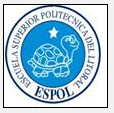 ESCUELA SUPERIOR POLITECNICA DEL LITORAL
ESPOL